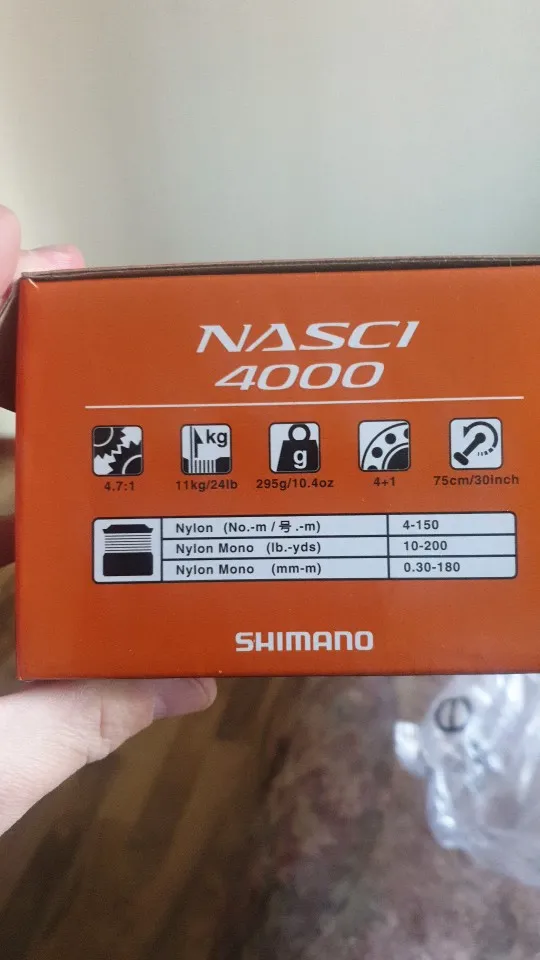 NASCI
4000
kg
g
4.7:1
11kg/24lb
295g/10.4oz
4+1
75cm/30inch
Nylon (No.-m / 号.-m) 4-150
Nylon Mono (lb.-yds) 10-200
Nylon Mono (mm-m) 0.30-180
SHIMANO